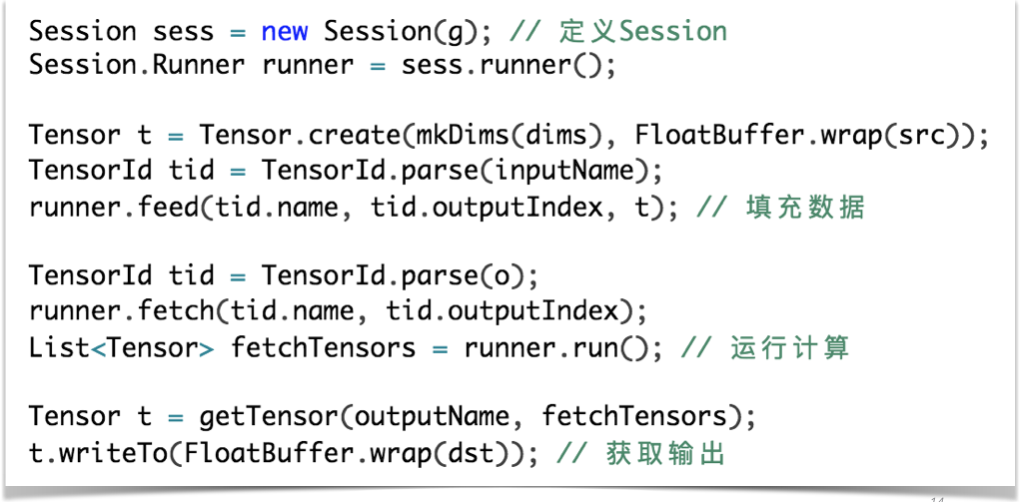 Session sess = new Session(g); // 定义Session
Session.Runner runner = sess.runner();
Tensor t = Tensor.create(mkDims(dims), FloatBuffer.wrap(src));
TensorId tid = TensorId.parse(inputName);
runner.feed(tid.name, tid.outputIndex, t); // 填充数据
TensorId tid = TensorId.parse(o);
runner.fetch(tid.name, tid.outputIndex);
List<Tensor> fetchTensors = runner.run(); // 运行计算
Tensor t = getTensor(outputName, fetchTensors);
t.writeTo(FloatBuffer.wrap(dst)); // 获取输出